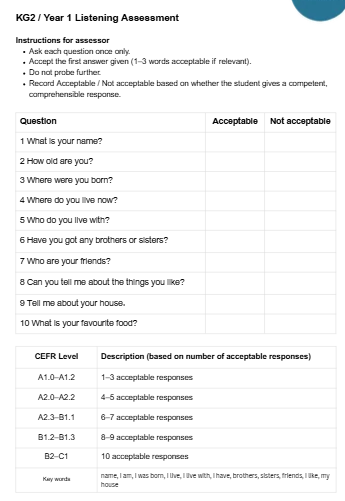 KG2 / Year 1 Listening Assessment
Instructions for assessor
• Ask each question once only.
• Accept the first answer given (1–3 words acceptable if relevant).
• Do not probe further.
• Record Acceptable / Not acceptable based on whether the student gives a competent,
comprehensible response.
Question Acceptable Not acceptable
1 What is your name?
2 How old are you?
3 Where were you born?
4 Where do you live now?
5 Who do you live with?
6 Have you got any brothers or sisters?
7 Who are your friends?
8 Can you tell me about the things you like?
9 Tell me about your house.
10 What is your favourite food?
CEFR Level Description (based on number of acceptable responses)
A1.0–A1.2 1–3 acceptable responses
A2.0–A2.2 4–5 acceptable responses
A2.3–B1.1 6–7 acceptable responses
B1.2–B1.3 8–9 acceptable responses
B2–C1 10 acceptable responses
Key words name, I am, I was born, I live, I live with, I have, brothers, sisters, friends, I like, my
house